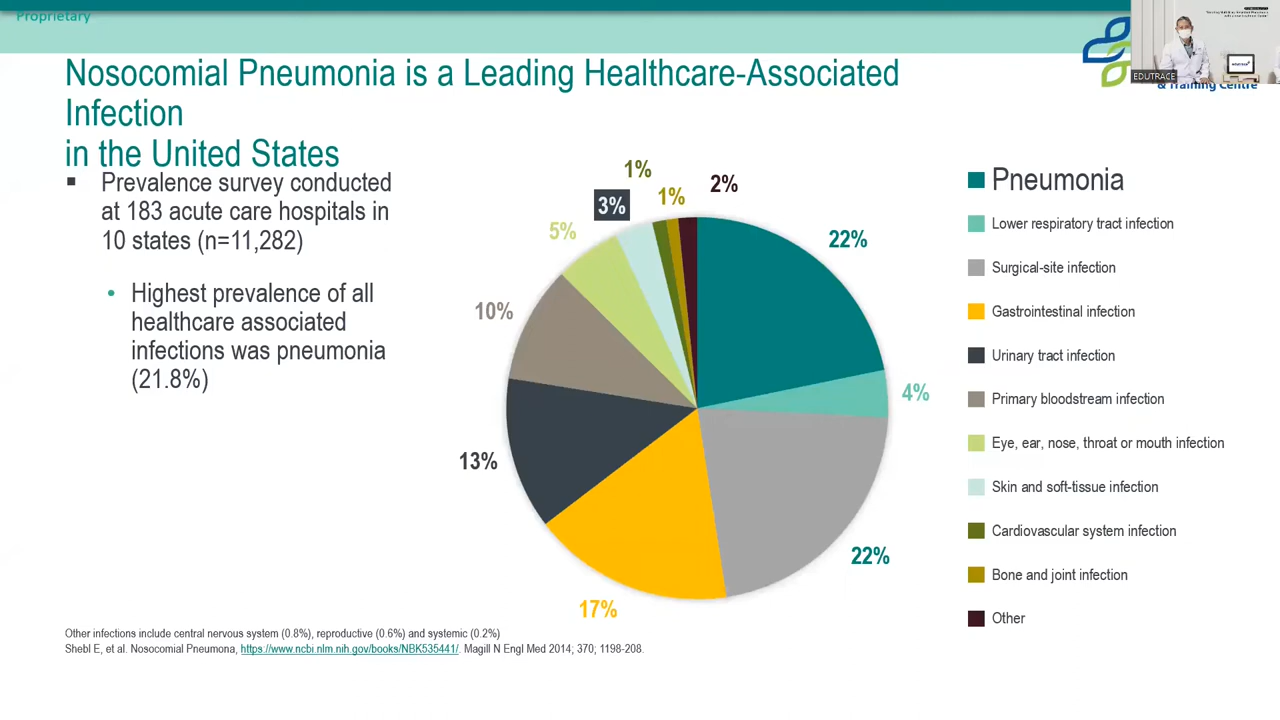 Proprietary
EDUTRACE
& Training Centre
Nosocomial Pneumonia is a Leading Healthcare-Associated
Infection
in the United States
▪ Prevalence survey conducted
at 183 acute care hospitals in
10 states (n=11,282)
• Highest prevalence of all
healthcare associated
infections was pneumonia
(21.8%)
1%
2%
1%
3%
5%
22%
10%
4%
13%
22%
17%
Pneumonia
Lower respiratory tract infection
Surgical-site infection
Gastrointestinal infection
Urinary tract infection
Primary bloodstream infection
Eye, ear, nose, throat or mouth infection
Skin and soft-tissue infection
Cardiovascular system infection
Bone and joint infection
Other
Other infections include central nervous system (0.8%), reproductive (0.6%) and systemic (0.2%)
Shebl E, et al. Nosocomial Pneumona, https://www.ncbi.nlm.nih.gov/books/NBK535441/. Magill N Engl Med 2014; 370; 1198-208.